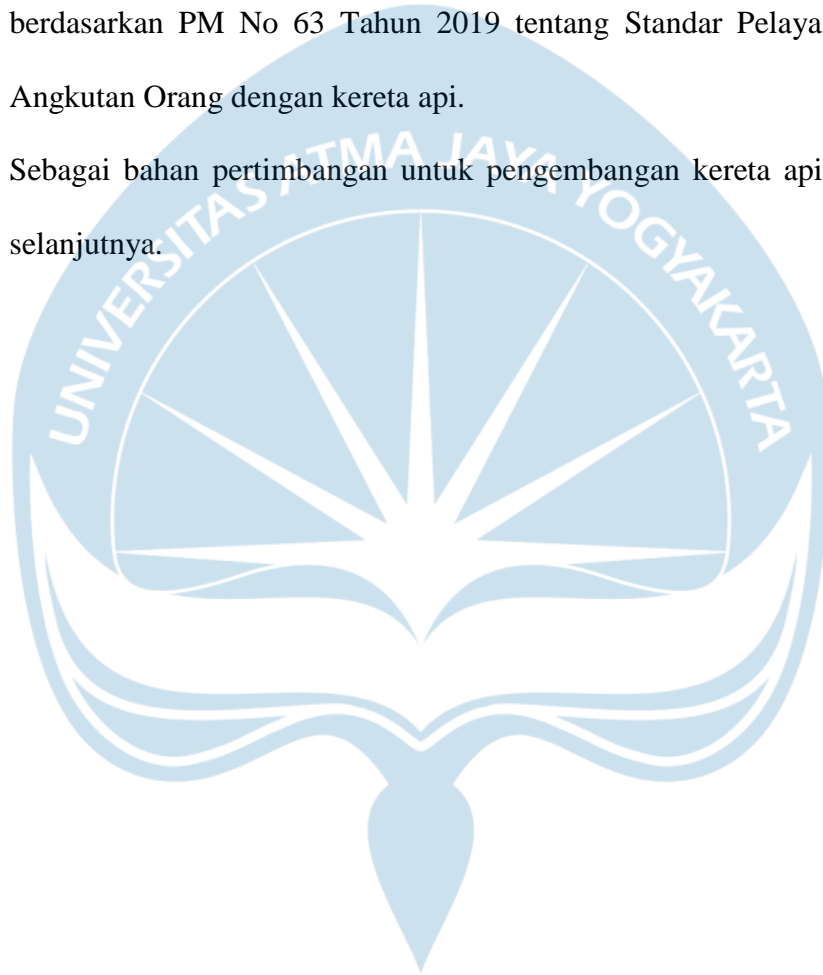 berdasarkan PM No 63 Tahun 2019 tentang Standar Pelaya
Angkutan Orang dengan kereta api.
Sebagai bahan pertimbangan untuk pengembangan kereta api
selanjutnya.
UNIVERSITAS ATMA JAYA YOGYAKARTA